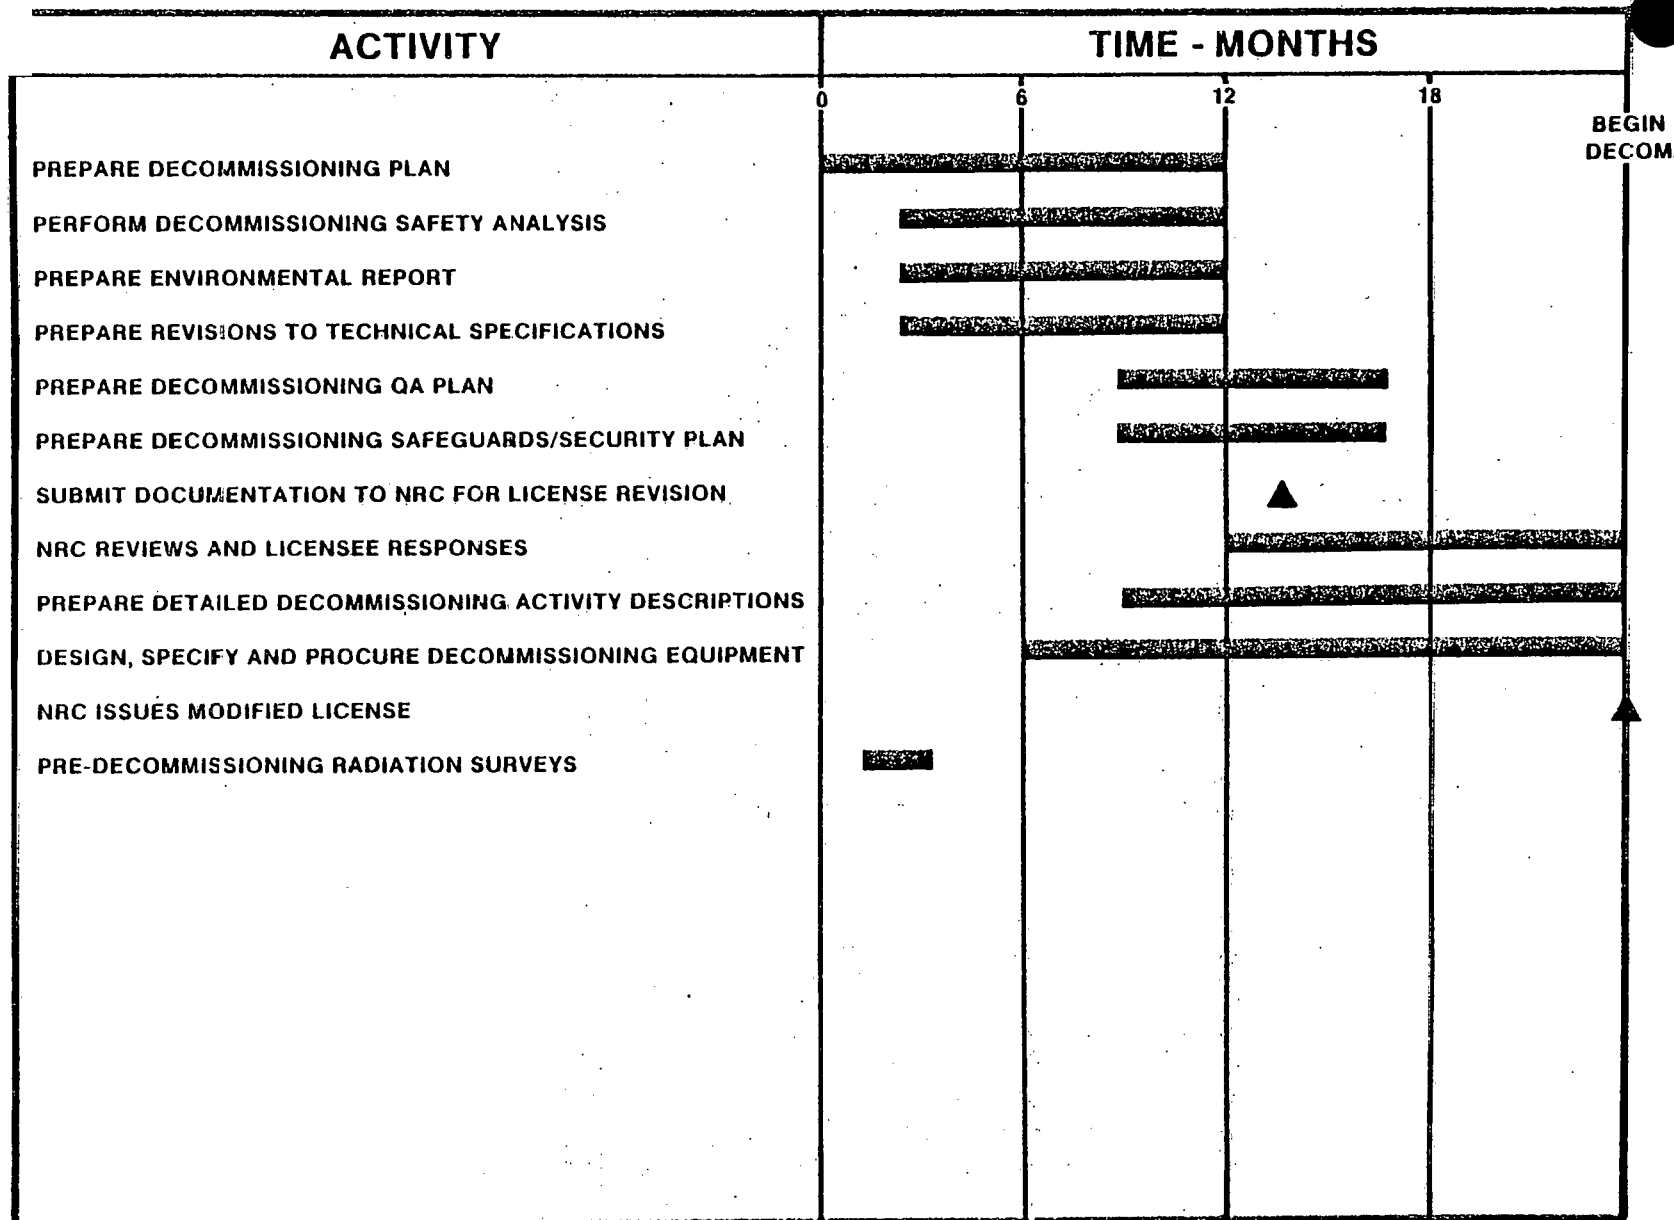 ACTIVITY
TIME - MONTHS
0 6 12 18
BEGIN
DECOM.
PREPARE DECOMMISSIONING PLAN
PERFORM DECOMMISSIONING SAFETY ANALYSIS
PREPARE ENVIRONMENTAL REPORT
PREPARE REVISIONS TO TECHNICAL SPECIFICATIONS
PREPARE DECOMMISSIONING QA PLAN
PREPARE DECOMMISSIONING SAFEGUARDS/SECURITY PLAN
SUBMIT DOCUMENTATION TO NRC FOR LICENSE REVISION
NRC REVIEWS AND LICENSEE RESPONSES
PREPARE DETAILED DECOMMISSIONING ACTIVITY DESCRIPTIONS
DESIGN, SPECIFY AND PROCURE DECOMMISSIONING EQUIPMENT
NRC ISSUES MODIFIED LICENSE
PRE-DECOMMISSIONING RADIATION SURVEYS